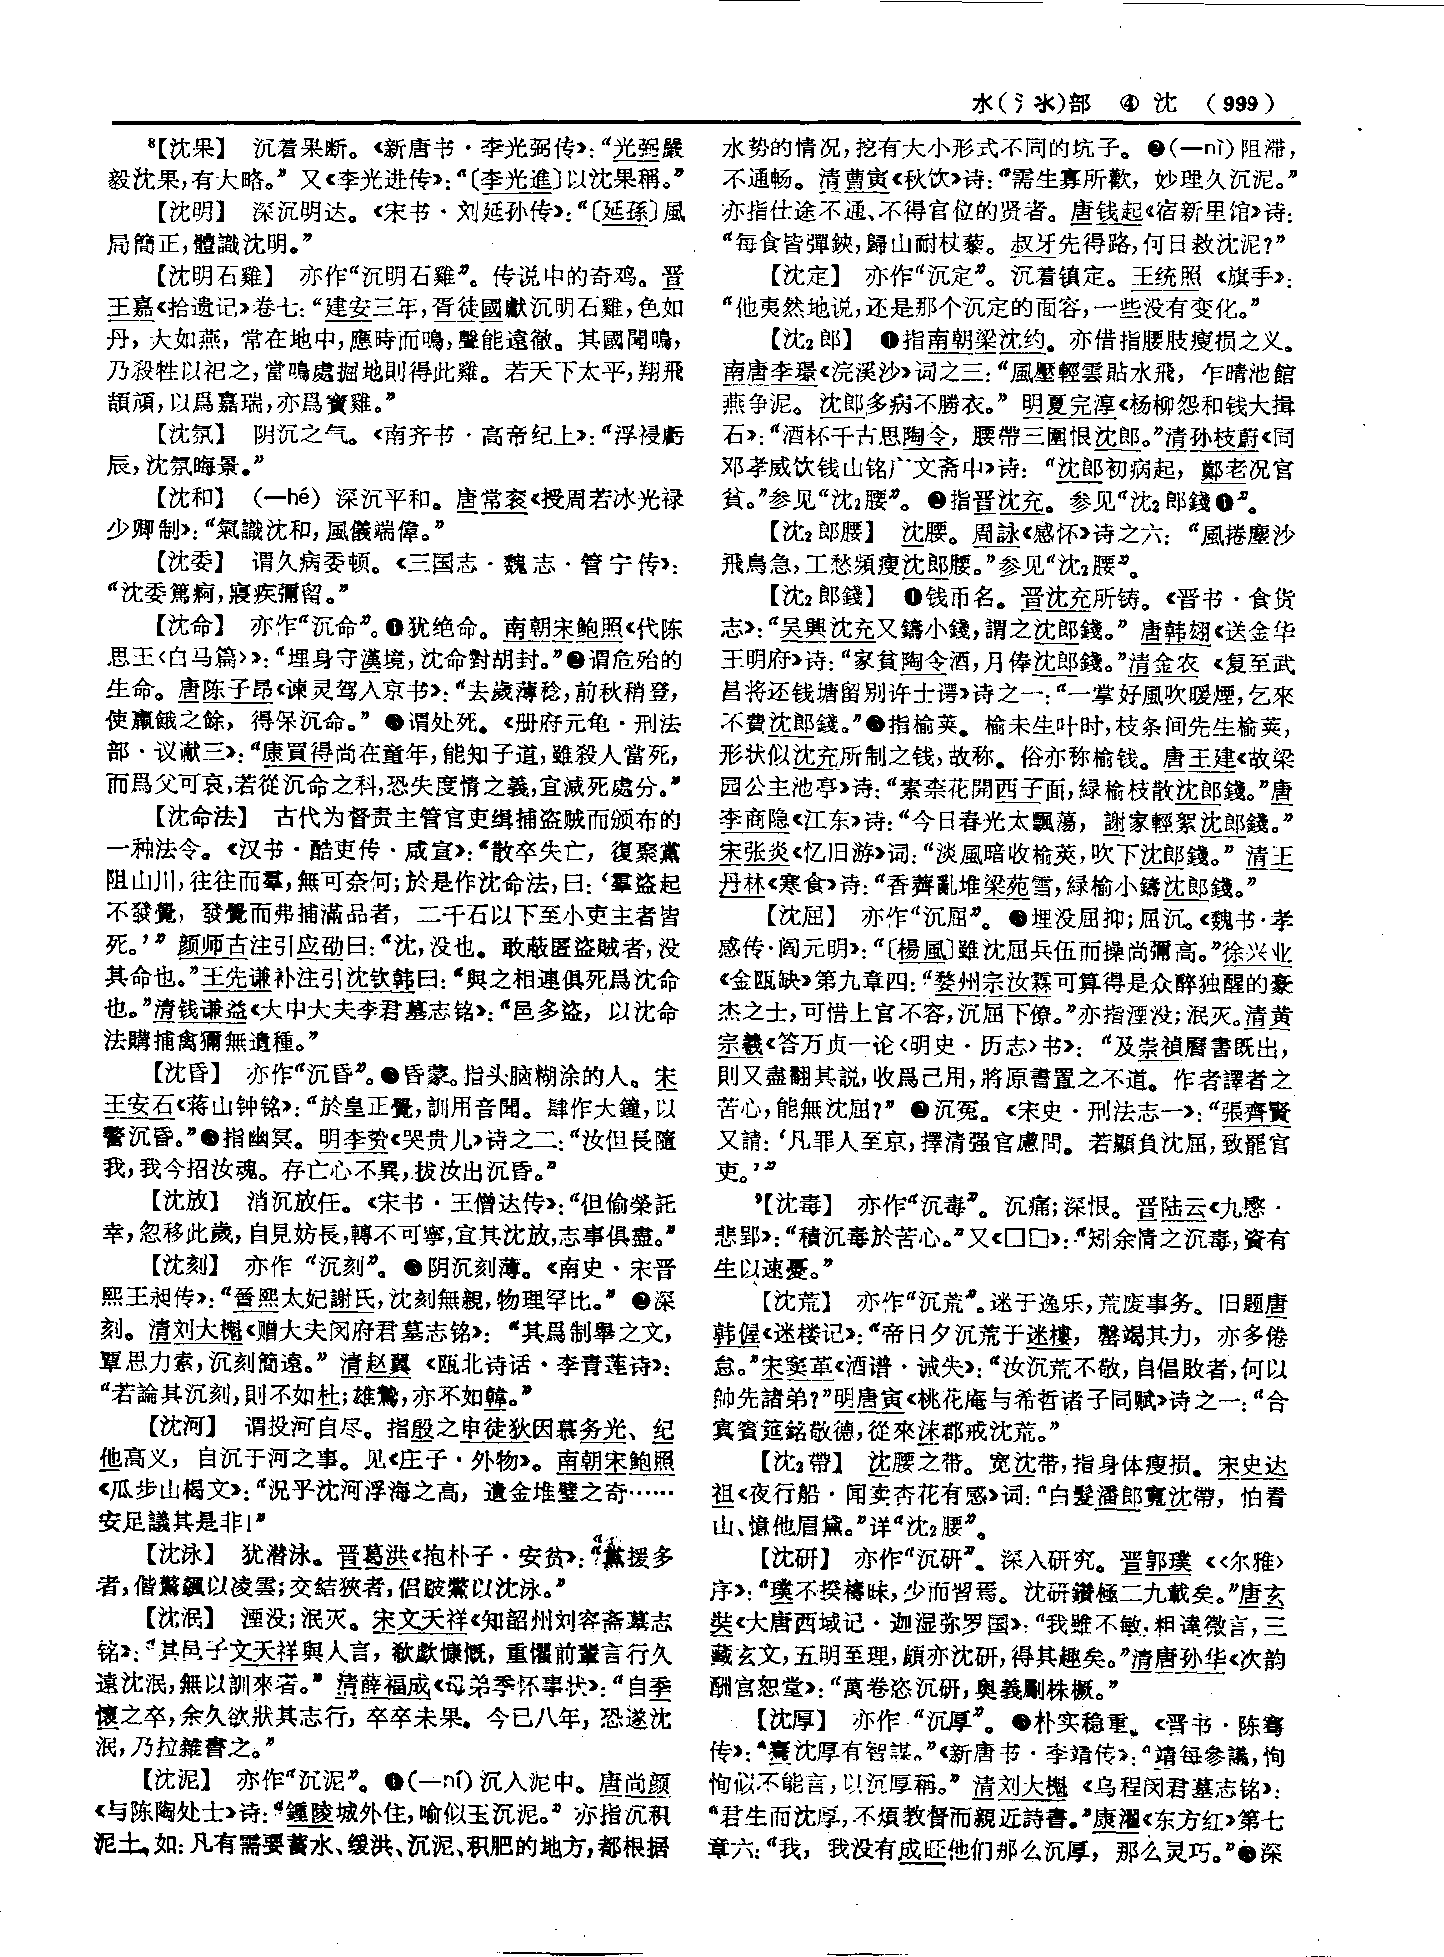 水(氵氺)部 ④ 沈 (999)
⁸【沈果】 沉着果断。《新唐书·李光弼传》：“光弼嚴
毅沈果，有大略。”又《李光进传》：“〔李光進〕以沈果稱。”
【沈明】 深沉明达。《宋书·刘延孙传》：“〔延孫〕風
局簡正，體識沈明。”
【沈明石雞】 亦作“沉明石雞”。传说中的奇鸡。晋
王嘉《拾遗记》卷七：“建安三年，胥徒國獻沉明石雞，色如
丹，大如燕，常在地中，應時而鳴，聲能遠徹。其國聞鳴，
乃殺牲以祀之，當鳴處掘地則得此雞。若天下太平，翔飛
頡頏，以爲嘉瑞，亦爲寶雞。”
【沈氛】 阴沉之气。《南齐书·高帝纪上》：“浮祲虧
辰，沈氛晦景。”
【沈和】 (—hé) 深沉平和。唐常衮《授周若冰光禄
少卿制》：“氣識沈和，風儀端偉。”
【沈委】 谓久病委顿。《三国志·魏志·管宁传》：
“沈委篤痾，寢疾彌留。”
【沈命】 亦作“沉命”。❶犹绝命。南朝宋鲍照《代陈
思王〈白马篇〉》：“埋身守漢境，沈命對胡封。”❷谓危殆的
生命。唐陈子昂《谏灵驾入京书》：“去歲薄稔，前秋稍登，
使羸餓之餘，得保沉命。”❸谓处死。《册府元龟·刑法
部·议献三》：“康買得尚在童年，能知子道，雖殺人當死，
而爲父可哀，若從沉命之科，恐失度情之義，宜減死處分。”
【沈命法】 古代为督责主管官吏缉捕盗贼而颁布的
一种法令。《汉书·酷吏传·咸宣》：“散卒失亡，復聚黨
阻山川，往往而羣，無可奈何；於是作沈命法，曰：‘羣盜起
不發覺，發覺而弗捕滿品者，二千石以下至小吏主者皆
死。’” 颜师古注引应劭曰：“沈，没也。敢蔽匿盜賊者，没
其命也。”王先谦补注引沈钦韩曰：“與之相連俱死爲沈命
也。”清钱谦益《大中大夫李君墓志铭》：“邑多盜，以沈命
法購捕禽獮無遺種。”
【沈昏】 亦作“沉昏”。❶昏蒙。指头脑糊涂的人。宋
王安石《蒋山钟铭》：“於皇正覺，訓用音聞。肆作大鐘，以
警沉昏。”❷指幽冥。明李贽《哭贵儿》诗之二：“汝但長隨
我，我今招汝魂。存亡心不異，拔汝出沉昏。”
【沈放】 消沉放任。《宋书·王僧达传》：“但偷榮託
幸，忽移此歲，自見妨長，轉不可寧，宜其沈放，志事俱盡。”
【沈刻】 亦作 “沉刻”。❶阴沉刻薄。《南史·宋晋
熙王昶传》：“晉熙太妃謝氏，沈刻無親，物理罕比。”❷深
刻。清刘大櫆《赠大夫闵府君墓志铭》：“其爲制舉之文，
覃思力索，沉刻簡遠。”清赵翼《瓯北诗话·李青莲诗》：
“若論其沉刻，則不如杜；雄鷙，亦不如韓。”
【沈河】 谓投河自尽。指殷之申徒狄因慕务光、纪
他高义，自沉于河之事。见《庄子·外物》。南朝宋鲍照
《瓜步山楬文》：“況乎沈河浮海之高，遺金堆璧之奇……
安足議其是非！”
【沈泳】 犹潜泳。晋葛洪《抱朴子·安贫》：“黨援多
者，偕驚飆以凌雲；交結狹者，侣跛鱉以沈泳。”
【沈泯】 湮没；泯灭。宋文天祥《知韶州刘容斋墓志
铭》：“其邑子文天祥與人言，欷歔慷慨，重懼前輩言行久
遠沈泯，無以訓來者。”清薛福成《母弟季怀事状》：“自季
懷之卒，余久欲狀其志行，卒卒未果。今已八年，恐遂沈
泯，乃拉雜書之。”
【沈泥】 亦作“沉泥”。❶(—ní)沉入泥中。唐尚颜
《与陈陶处士》诗：“鍾陵城外住，喻似玉沉泥。”亦指沉积
泥土。如：凡有需要蓄水、缓洪、沉泥、积肥的地方，都根据
水势的情况，挖有大小形式不同的坑子。❷(—nì)阻滞，
不通畅。清曹寅《秋饮》诗：“需生寡所歡，妙理久沉泥。”
亦指仕途不通、不得官位的贤者。唐钱起《宿新里馆》诗：
“每食皆彈鋏，歸山耐杖藜。叔牙先得路，何日救沈泥？”
【沈定】 亦作“沉定”。沉着镇定。王统照《旗手》：
“他夷然地说，还是那个沉定的面容，一些没有变化。”
【沈₂郎】 ❶指南朝梁沈约。亦借指腰肢瘦损之义。
南唐李璟《浣溪沙》词之三：“風壓輕雲貼水飛，乍晴池館
燕争泥。沈郎多病不勝衣。”明夏完淳《杨柳怨和钱大揖
石》：“酒杯千古思陶令，腰帶三圍恨沈郎。”清孙枝蔚《同
邓孝威饮钱山铭广文斋中》诗：“沈郎初病起，鄭老况官
貧。”参见“沈₂腰”。❷指晋沈充。参见“沈₂郎錢❶”。
【沈₂郎腰】 沈腰。周詠《感怀》诗之六：“風捲塵沙
飛鳥急，工愁頻瘦沈郎腰。”参见“沈₂腰”。
【沈₂郎錢】 ❶钱币名。晋沈充所铸。《晋书·食货
志》：“吴興沈充又鑄小錢，謂之沈郎錢。”唐韩翃《送金华
王明府》诗：“家貧陶令酒，月俸沈郎錢。”清金农《复至武
昌将还钱塘留别许士谔》诗之一：“一掌好風吹暖煙，乞來
不費沈郎錢。”❷指榆荚。榆未生叶时，枝条间先生榆荚，
形状似沈充所制之钱，故称。俗亦称榆钱。唐王建《故梁
园公主池亭》诗：“素柰花開西子面，緑榆枝散沈郎錢。”唐
李商隐《江东》诗：“今日春光太飄蕩，謝家輕絮沈郎錢。”
宋张炎《忆旧游》词：“淡風暗收榆莢，吹下沈郎錢。”清王
丹林《寒食》诗：“香薺亂堆梁苑雪，緑榆小鑄沈郎錢。”
【沈屈】 亦作“沉屈”。❶埋没屈抑；屈沉。《魏书·孝
感传·阎元明》：“〔楊風〕雖沈屈兵伍而操尚彌高。”徐兴业
《金瓯缺》第九章四：“婺州宗汝霖可算得是众醉独醒的豪
杰之士，可惜上官不容，沉屈下僚。”亦指湮没；泯灭。清黄
宗羲《答万贞一论〈明史·历志〉书》：“及崇禎曆書既出，
則又盡翻其説，收爲己用，將原書置之不道。作者譯者之
苦心，能無沈屈？”❷沉冤。《宋史·刑法志一》：“張齊賢
又請：‘凡罪人至京，擇清强官慮問。若顯負沈屈，致罷官
吏。’”
⁹【沈毒】 亦作“沉毒”。沉痛；深恨。晋陆云《九愍·
悲郢》：“積沉毒於苦心。”又《□□》：“矧余情之沉毒，資有
生以速憂。”
【沈荒】 亦作“沉荒”。迷于逸乐，荒废事务。旧题唐
韩偓《迷楼记》：“帝日夕沉荒于迷樓，罄竭其力，亦多倦
怠。”宋窦苹《酒谱·诫失》：“汝沉荒不敬，自倡敗者，何以
帥先諸弟？”明唐寅《桃花庵与希哲诸子同赋》诗之一：“合
寘賓筵銘敬德，從來沫郡戒沈荒。”
【沈₂帶】 沈腰之带。宽沈带，指身体瘦损。宋史达
祖《夜行船·闻卖杏花有感》词：“白髮潘郎寬沈帶，怕看
山、憶他眉黛。”详“沈₂腰”。
【沈研】 亦作“沉研”。深入研究。晋郭璞《〈尔雅〉
序》：“璞不揆檮昧，少而習焉。沈研鑽極二九載矣。”唐玄
奘《大唐西域记·迦湿弥罗国》：“我雖不敏，粗達微言，三
藏玄文，五明至理，頗亦沈研，得其趣矣。”清唐孙华《次韵
酬宫恕堂》：“萬卷恣沉研，奥義剛株橛。”
【沈厚】 亦作 “沉厚”。❶朴实稳重。《晋书·陈骞
传》：“騫沈厚有智謀。”《新唐书·李靖传》：“靖每參議，恂
恂似不能言，以沉厚稱。”清刘大櫆《乌程闵君墓志铭》：
“君生而沈厚，不煩教督而親近詩書。”康濯《东方红》第七
章六：“我，我没有成旺他们那么沉厚，那么灵巧。”❷深